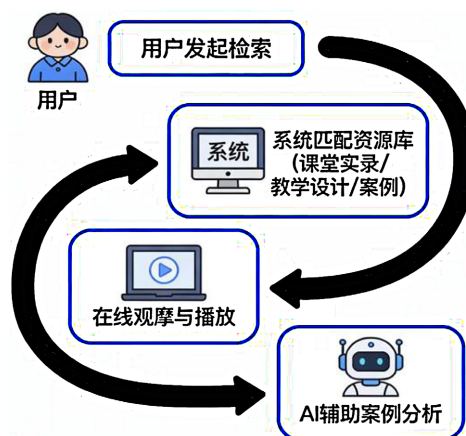 用户发起检索
用户
系统
系统匹配资源库
(课堂实录/
教学设计/案例)
在线观摩与播放
AI辅助案例分析